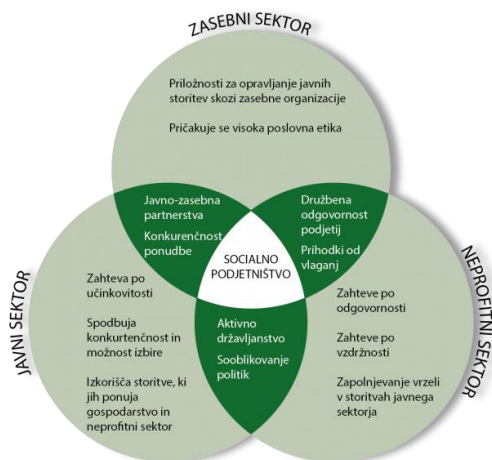 ZASEBNI SEKTOR
Priložnosti za opravljanje javnih
storitev skozi zasebne organizacije
Pričakuje se visoka poslovna etika
Javno-zasebna
partnerstva
Konkurenčnost
ponudbe
Družbena
odgovornost
podjetij
Prihodki od
vlaganj
SOCIALNO
PODJETNIŠTVO
JAVNI SEKTOR
Zahteva po
učinkovitosti
Spodbuja
konkurtenčnost in
možnost izbire
Izkorišča storitve, ki
jih ponuja
gospodarstvo in
neprofitni sektor
Aktivno
državljanstvo
Sooblikovanje
politik
Zahteve po
odgovornosti
Zahteve po
vzdržnosti
Zapolnjevanje vrzeli
v storitvah javnega
sektorja
NEPROFITNI SEKTOR